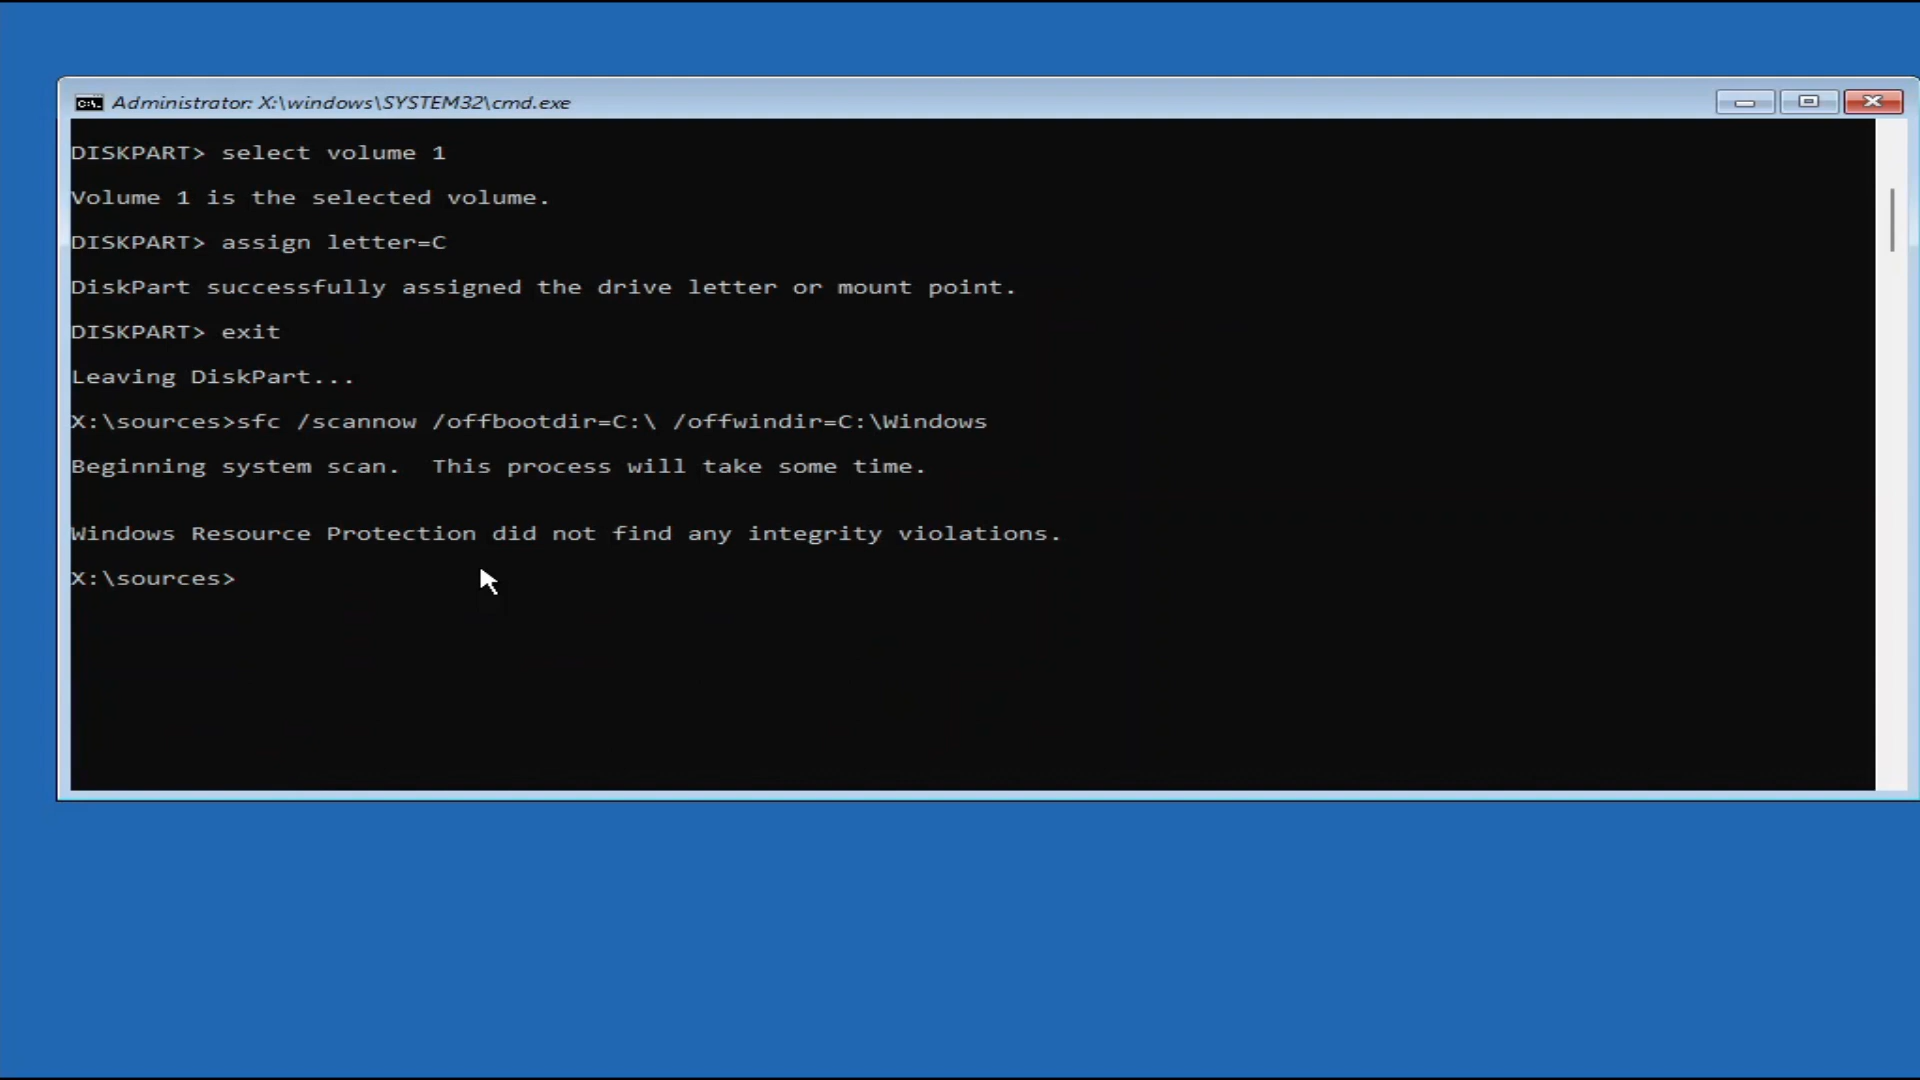 Administrator: X:\windows\SYSTEM32\cmd.exe
DISKPART> select volume 1
Volume 1 is the selected volume.
DISKPART> assign letter=C
DiskPart successfully assigned the drive letter or mount point.
DISKPART> exit
Leaving DiskPart...
X:\sources>sfc /scannow /offbootdir=C:\ /offwindir=C:\Windows
Beginning system scan.  This process will take some time.
Windows Resource Protection did not find any integrity violations.
X:\sources>